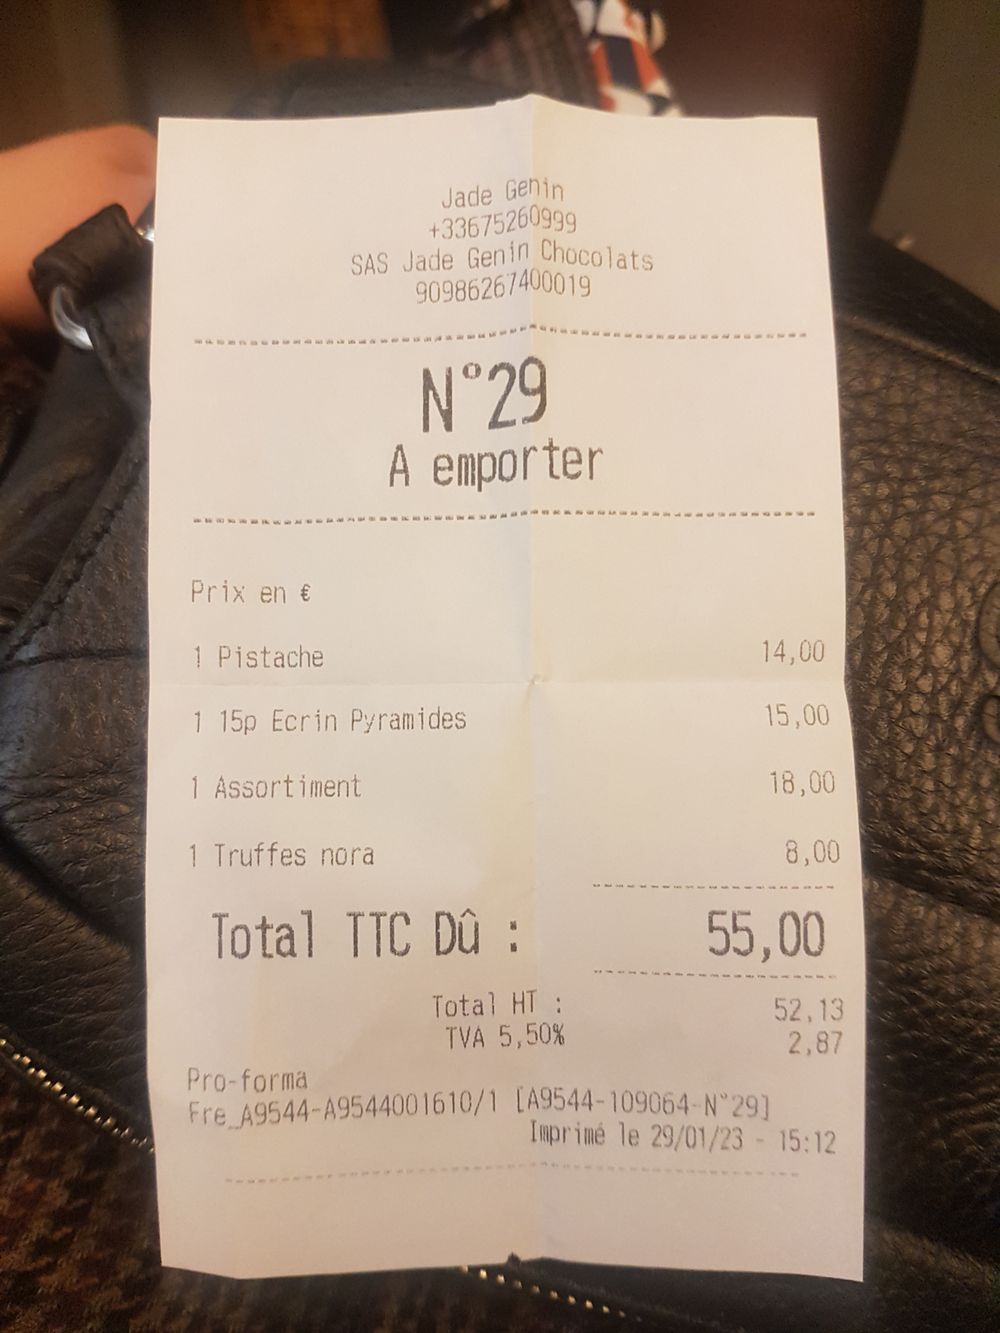 Jade Genin
+33675260999
SAS Jade Genin Chocolats
90986267400019
N°29
A emporter
Prix en €
1 Pistache 14,00
1 15p Ecrin Pyramides 15,00
1 Assortiment 18,00
1 Truffes nora 8,00
Total TTC Dû : 55,00
Total HT : 52,13
TVA 5,50% 2,87
Pro-forma
Fre_A9544-A9544001610/1 [A9544-109064-N°29]
Imprimé le 29/01/23 - 15:12